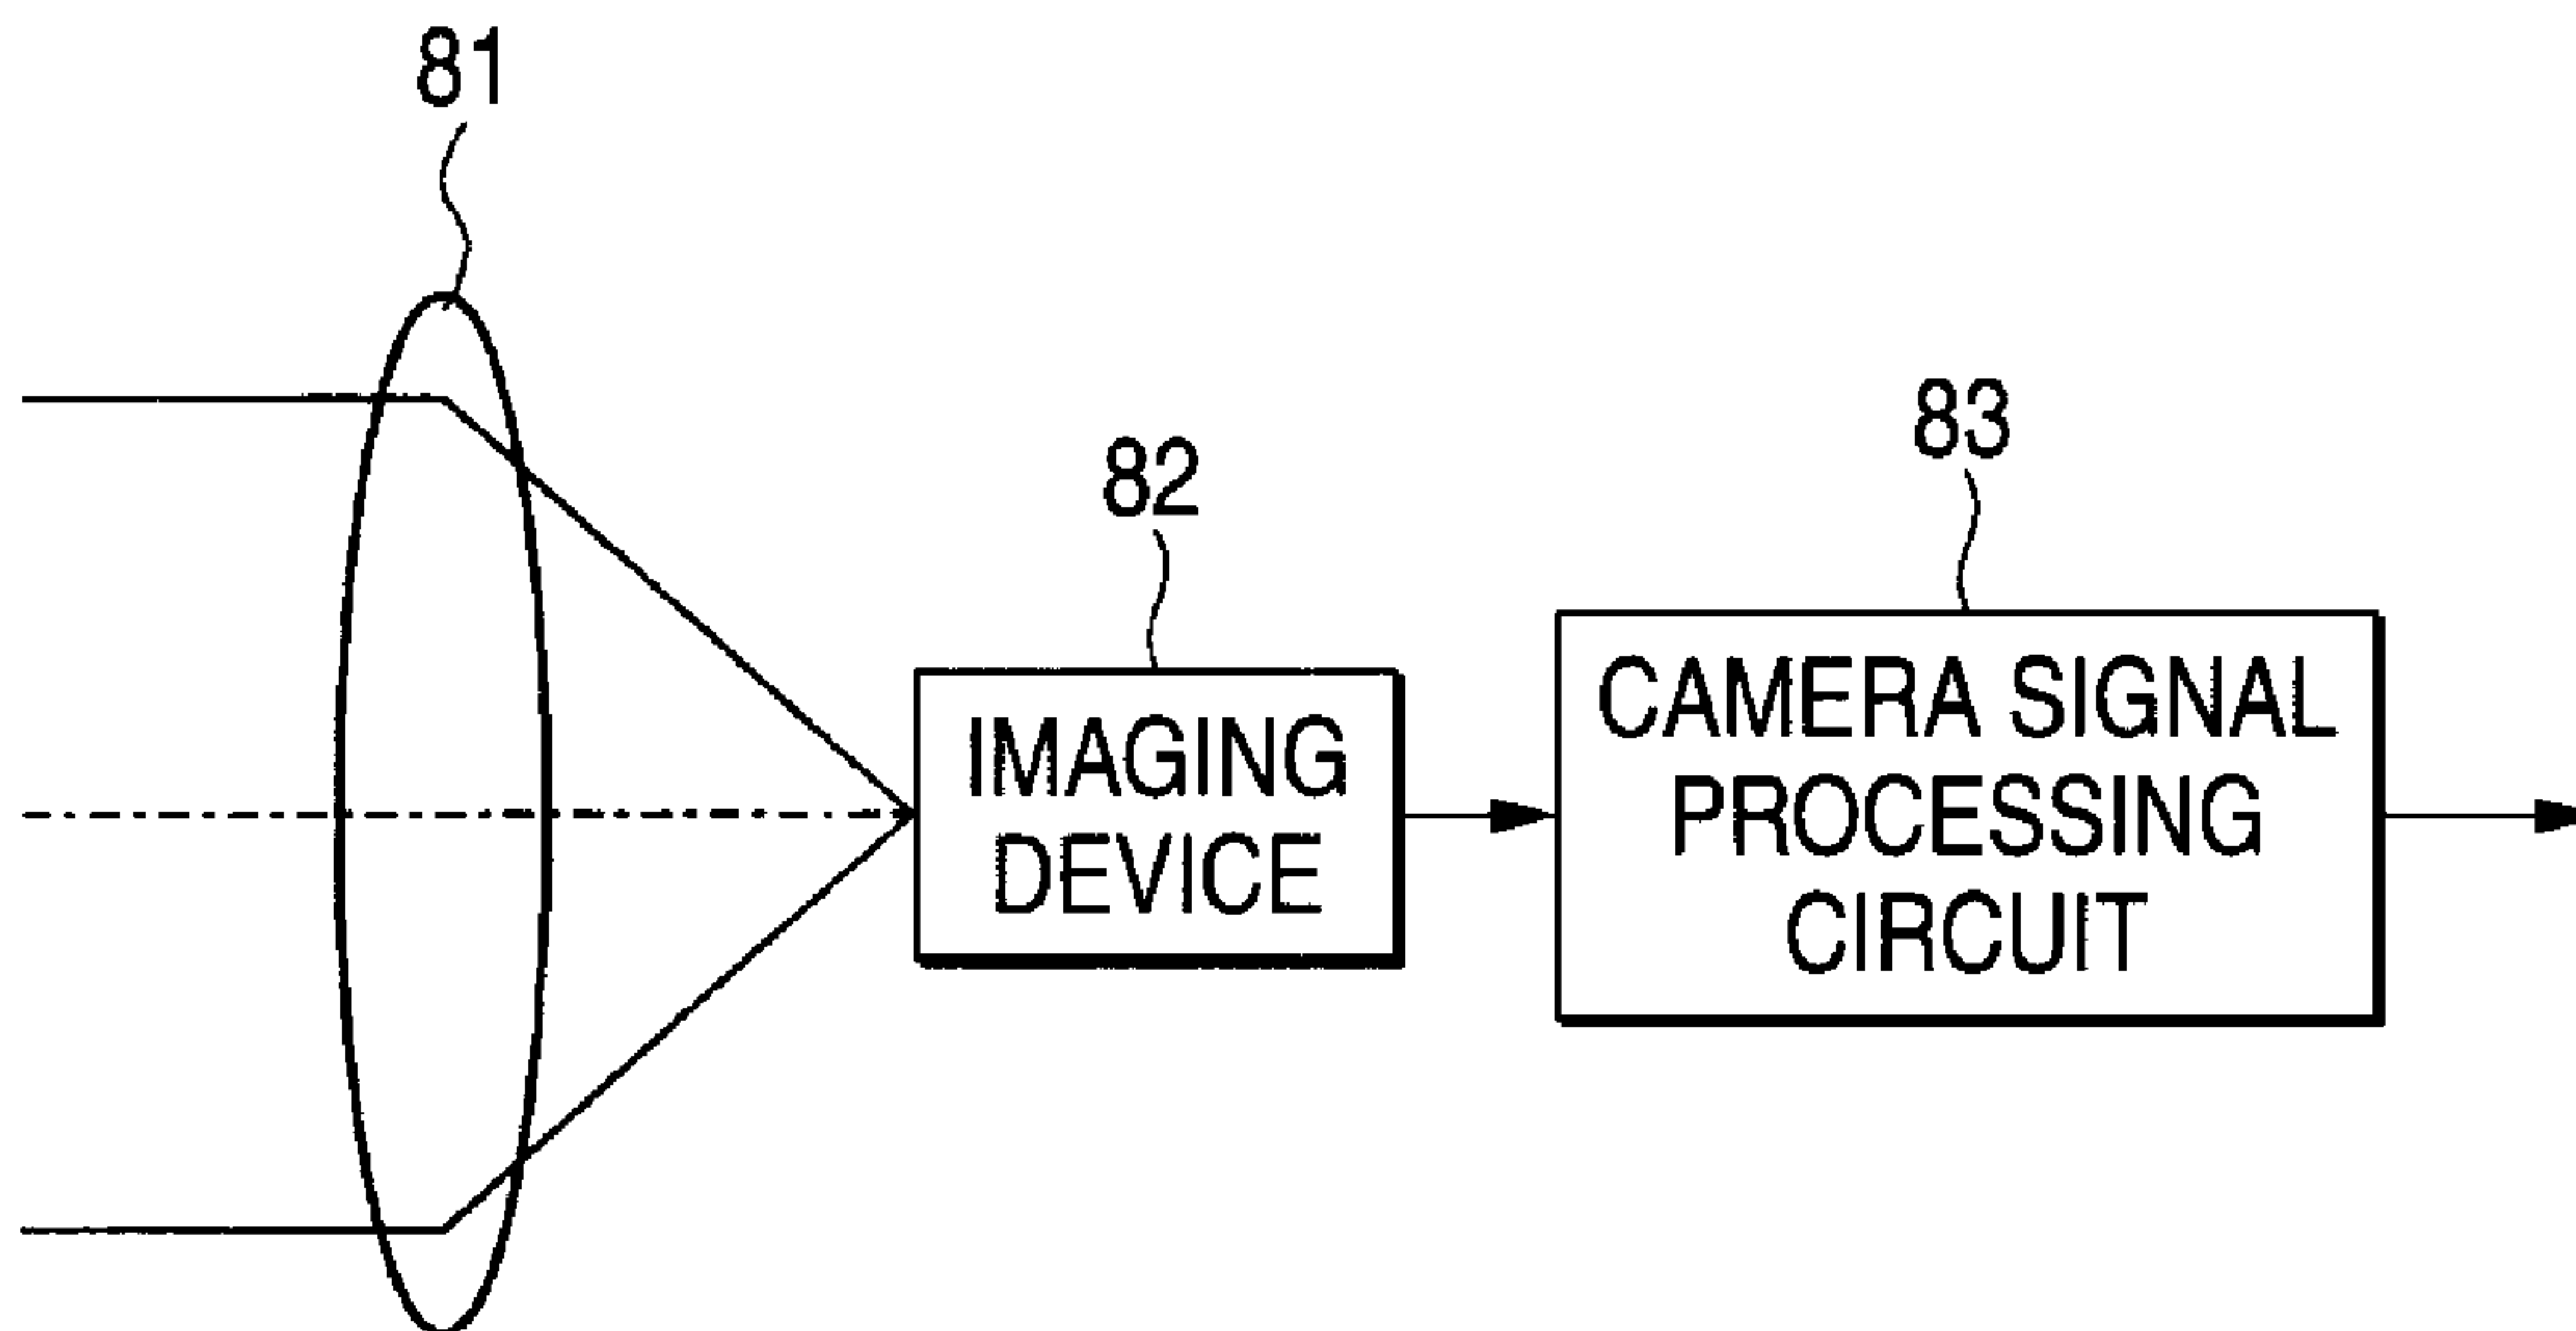 81
82
83
IMAGING
DEVICE
CAMERA SIGNAL
PROCESSING
CIRCUIT